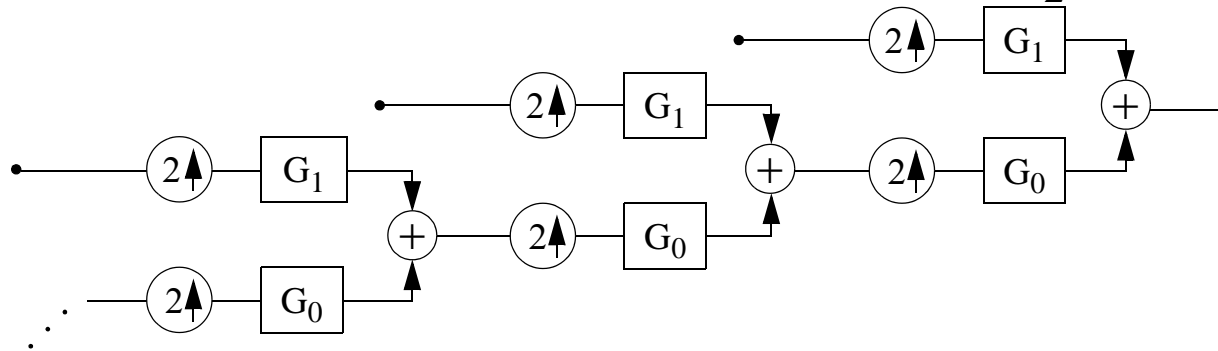 2 G₁
2 G₁ +
2 G₁ + 2 G₀
+ 2 G₀
2 G₀